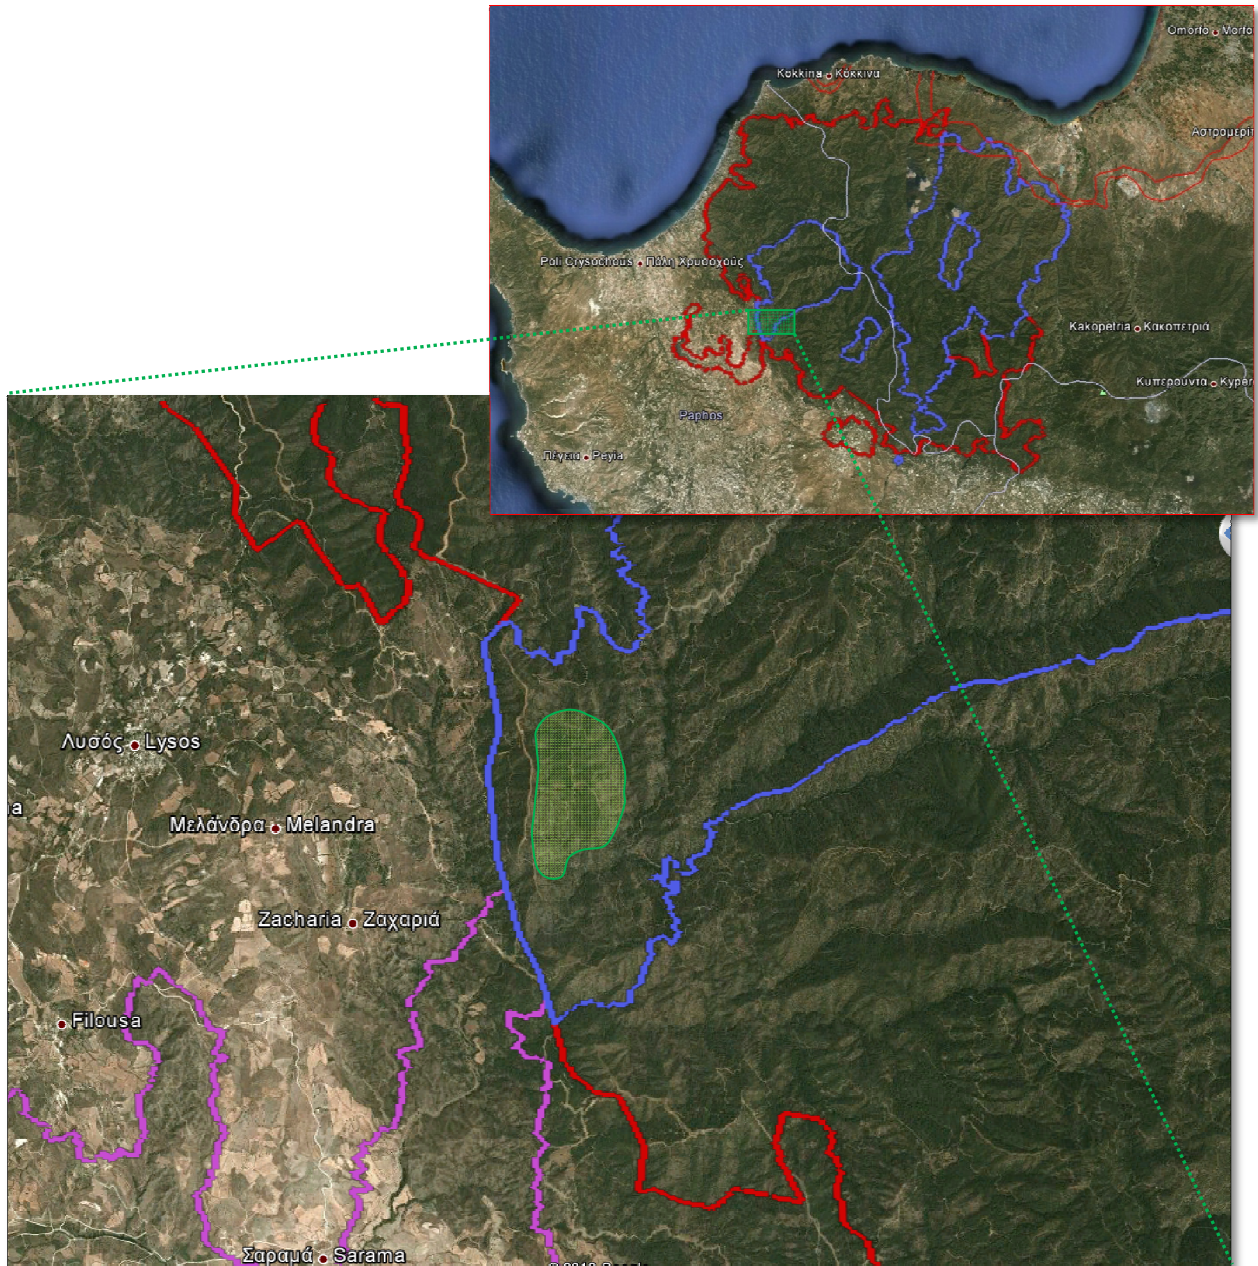 Omorfo Morfo
Kokkina Κόκκινα
Αστρομερίτ
Poli Crysochous Πόλη Χρυσοχούς
Kakopetria Κακοπετριά
Κυπερούντα Kyper
Paphos
Πέγεια Peyia
Λυσός Lysos
a
Μελάνδρα Melandra
Zacharia Ζαχαριά
Filousa
Σαραμά Sarama